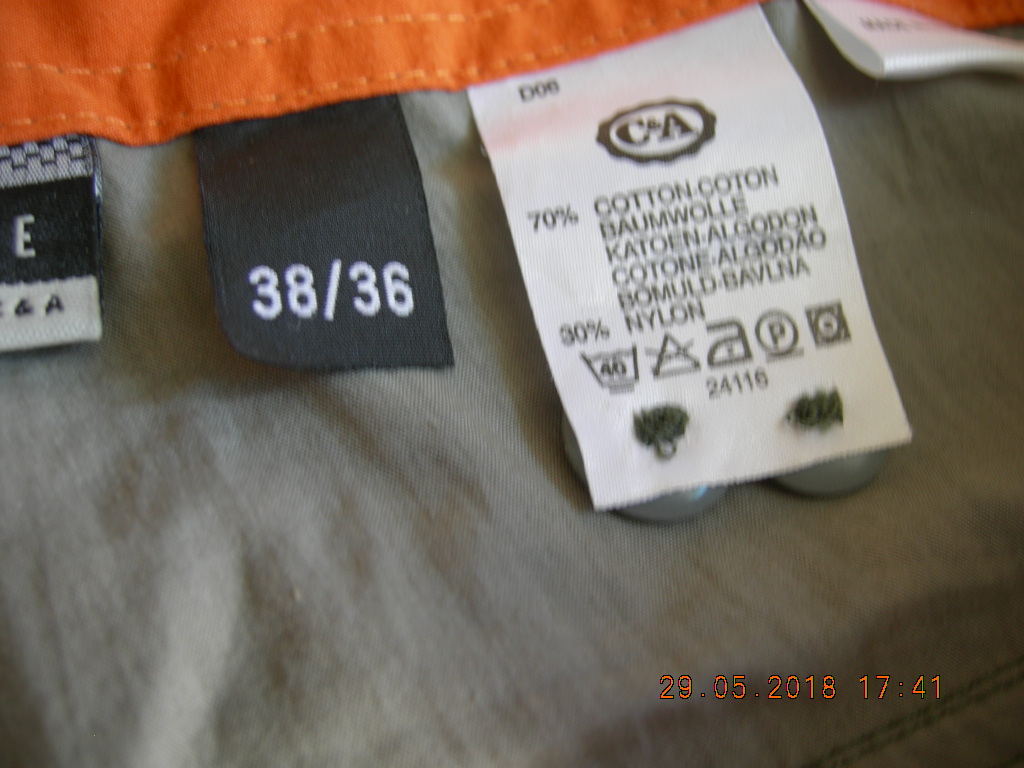 E
C & A
38/36
D06
C&A
70% COTTON.COTON
BAUMWOLLE
KATOEN-ALGODON
COTONE-ALGODÃO
BOMULD-BAVLNA
30% NYLON
40 P
24116
29.05.2018 17:41